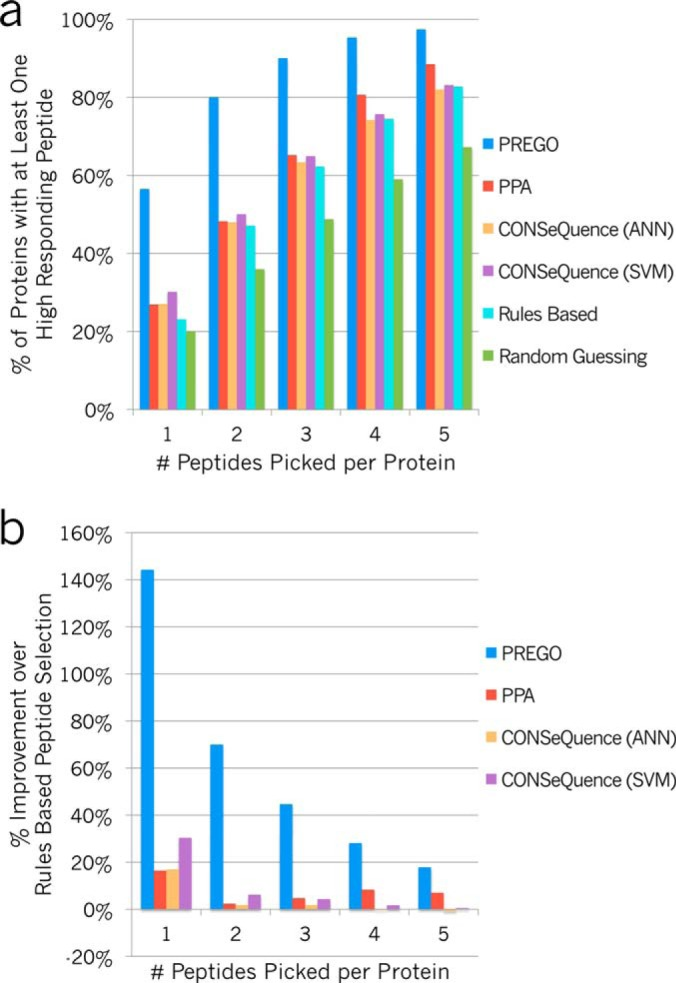 a
% of Proteins with at Least One
High Responding Peptide
100%
80%
60%
40%
20%
0%
1 2 3 4 5
# Peptides Picked per Protein
PREGO
PPA
CONSeQuence (ANN)
CONSeQuence (SVM)
Rules Based
Random Guessing
b
% Improvement over
Rules Based Peptide Selection
160%
140%
120%
100%
80%
60%
40%
20%
0%
-20%
1 2 3 4 5
# Peptides Picked per Protein
PREGO
PPA
CONSeQuence (ANN)
CONSeQuence (SVM)